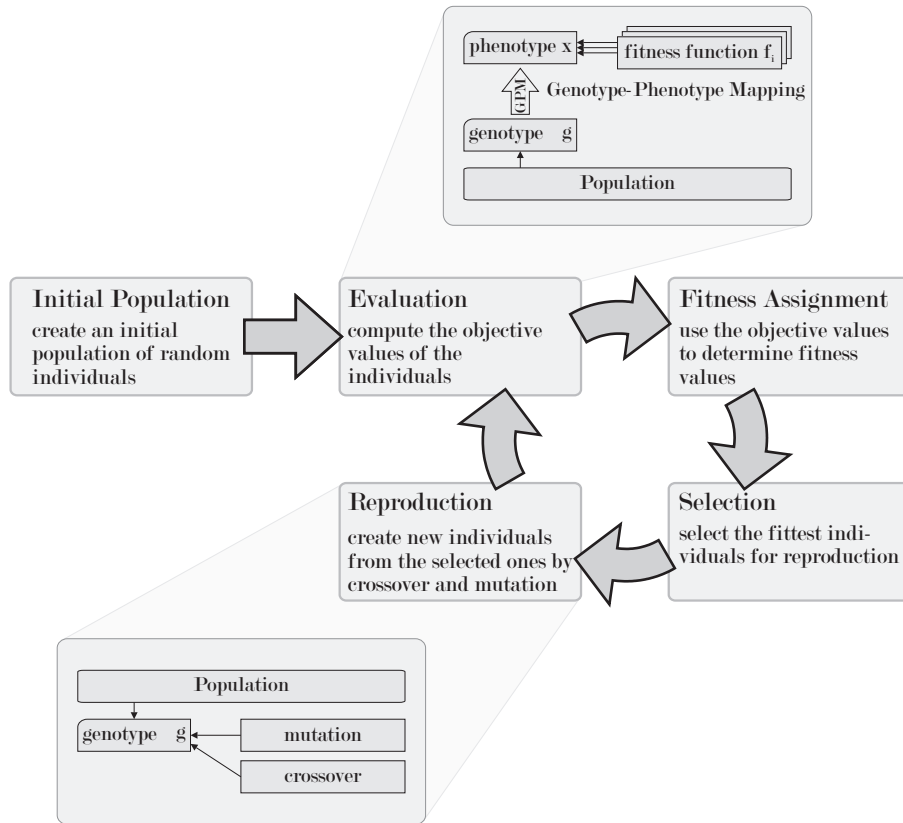 phenotype x
fitness function fi
GPM
Genotype-Phenotype Mapping
genotype g
Population
Initial Population
create an initial
population of random
individuals
Evaluation
compute the objective
values of the
individuals
Fitness Assignment
use the objective values
to determine fitness
values
Reproduction
create new individuals
from the selected ones by
crossover and mutation
Selection
select the fittest indi-
viduals for reproduction
Population
genotype g
mutation
crossover